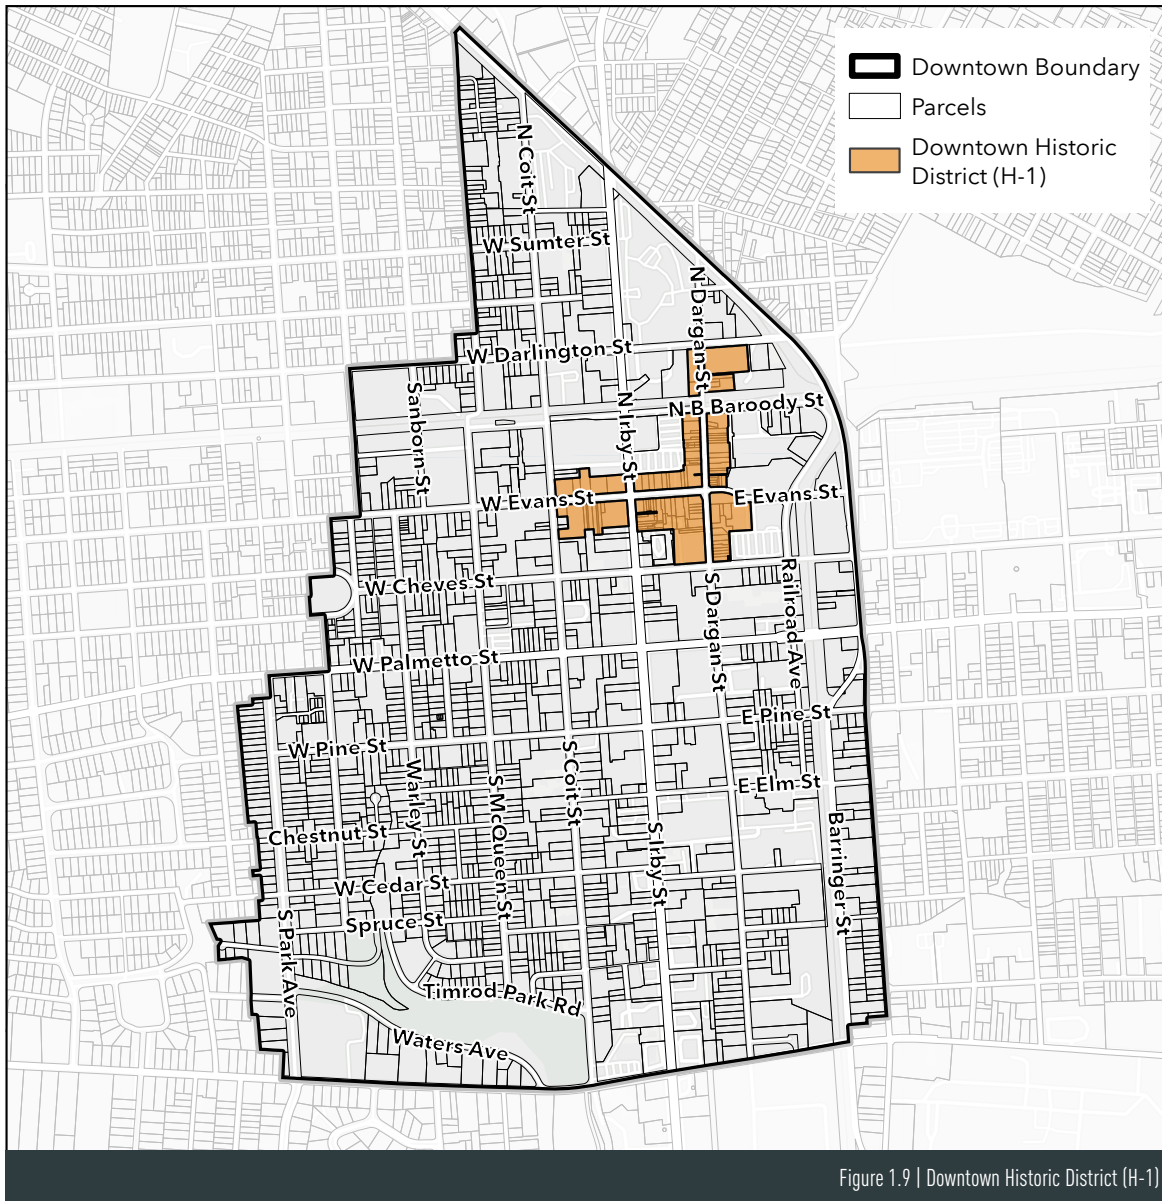 Downtown Boundary
Parcels
Downtown Historic
District (H-1)
N Coit St
W Sumter St
N Dargan St
W Darlington St
Sanborn St
N Irby St
N B Baroody St
W Evans St
E Evans St
W Cheves St
Railroad Ave
S Dargan St
W Palmetto St
E Pine St
W Pine St
S Coit St
Warley St
S McQueen St
E Elm St
Chestnut St
S Irby St
Barringer St
W Cedar St
Spruce St
S Park Ave
Timrod Park Rd
Waters Ave
Figure 1.9 | Downtown Historic District (H-1)